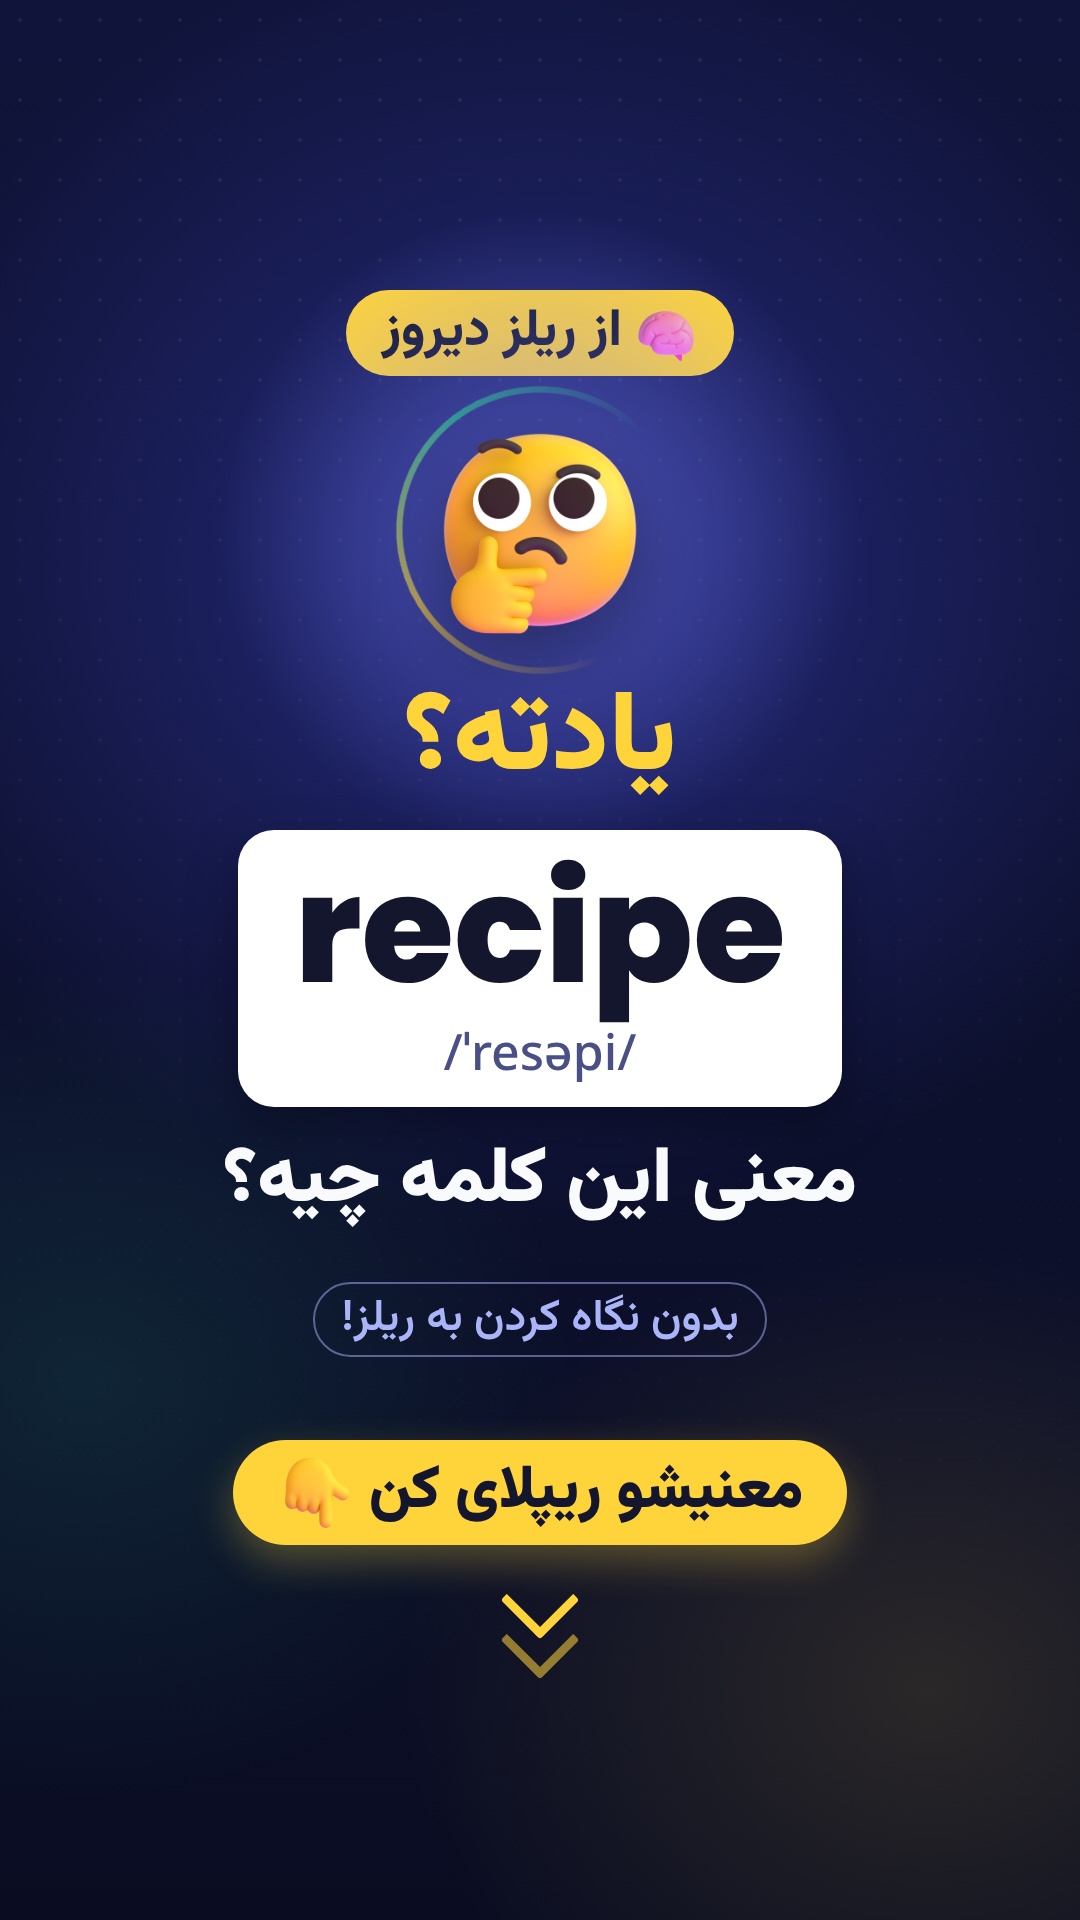 🧠 از ریلز دیروز
یادته؟
recipe
/ˈresəpi/
معنی این کلمه چیه؟
بدون نگاه کردن به ریلز!
معنیشو ریپلای کن 👇